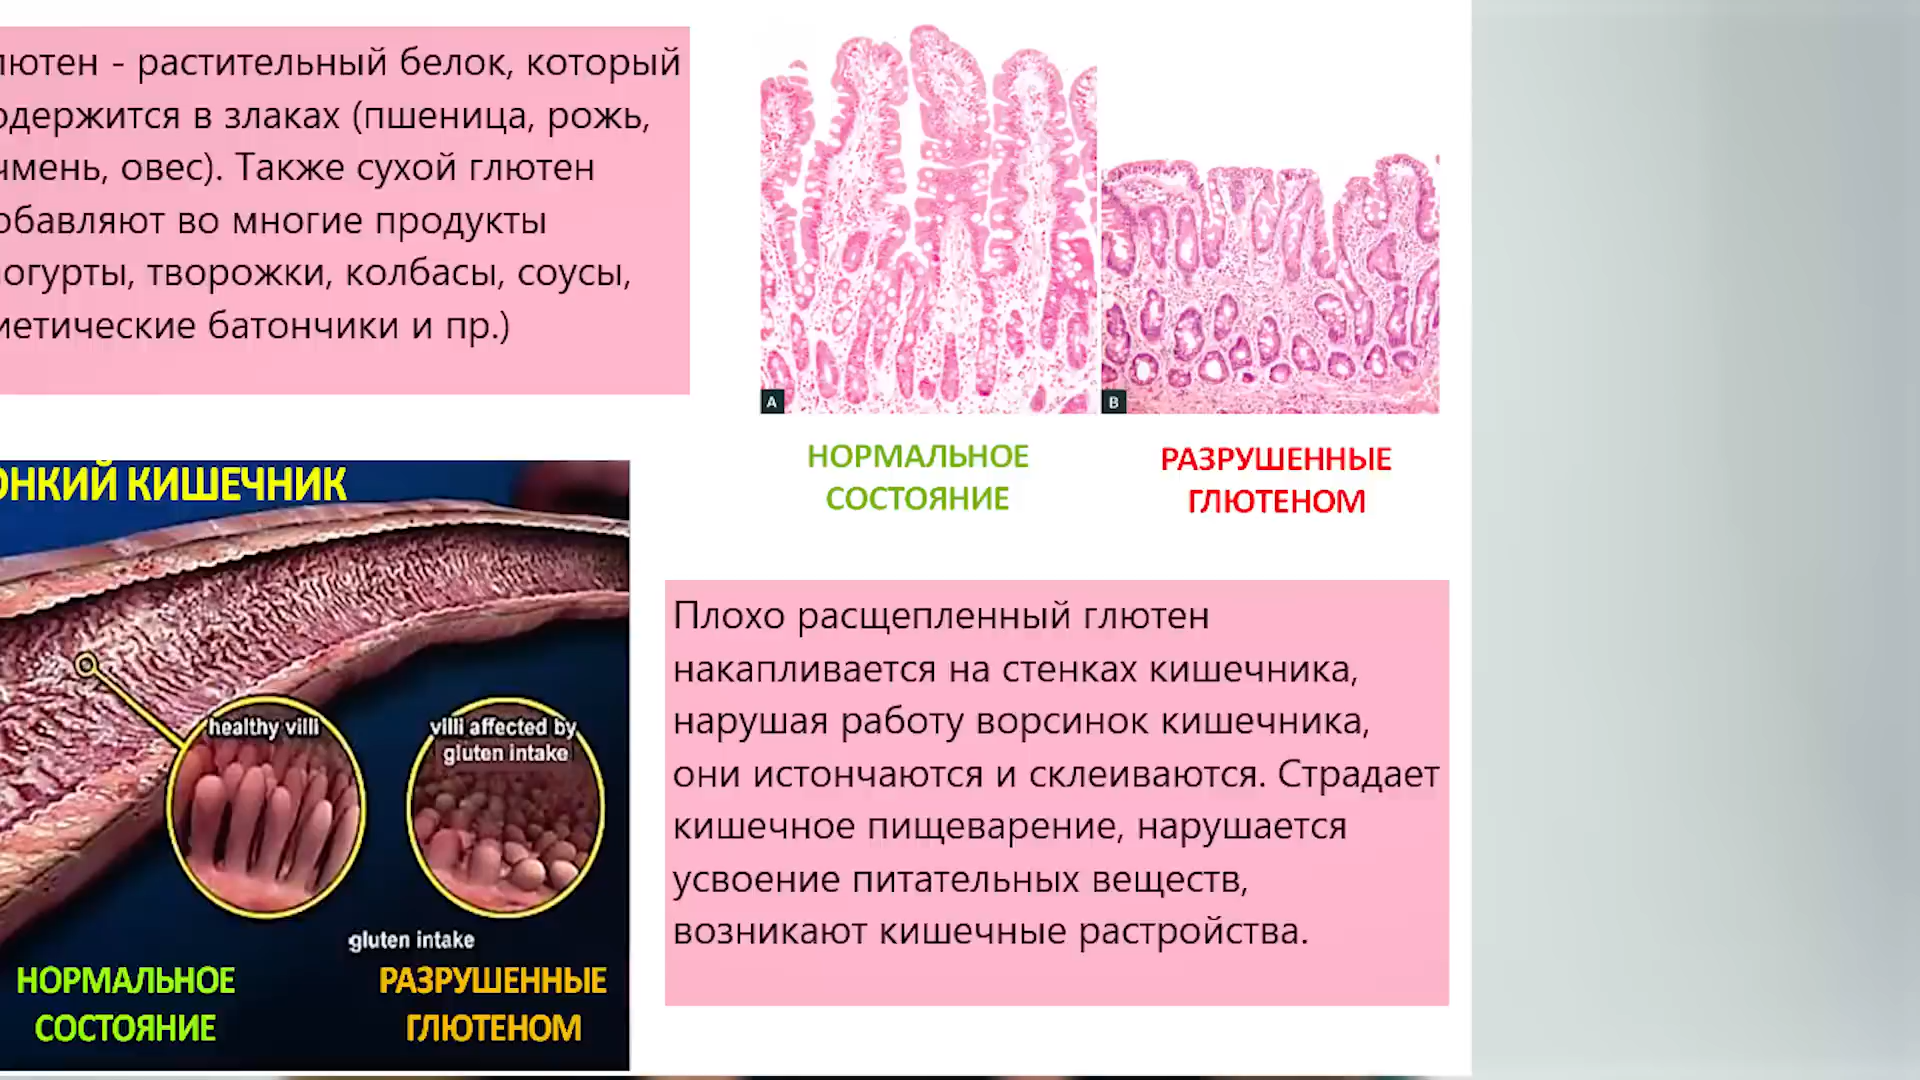 лютен - растительный белок, который
одержится в злаках (пшеница, рожь,
чмень, овес). Также сухой глютен
обавляют во многие продукты
огурты, творожки, колбасы, соусы,
иетические батончики и пр.)
A
B
НОРМАЛЬНОЕ
СОСТОЯНИЕ
РАЗРУШЕННЫЕ
ГЛЮТЕНОМ
ОНКИЙ КИШЕЧНИК
healthy villi
villi affected by
gluten intake
gluten intake
НОРМАЛЬНОЕ
СОСТОЯНИЕ
РАЗРУШЕННЫЕ
ГЛЮТЕНОМ
Плохо расщепленный глютен
накапливается на стенках кишечника,
нарушая работу ворсинок кишечника,
они истончаются и склеиваются. Страдает
кишечное пищеварение, нарушается
усвоение питательных веществ,
возникают кишечные растройства.